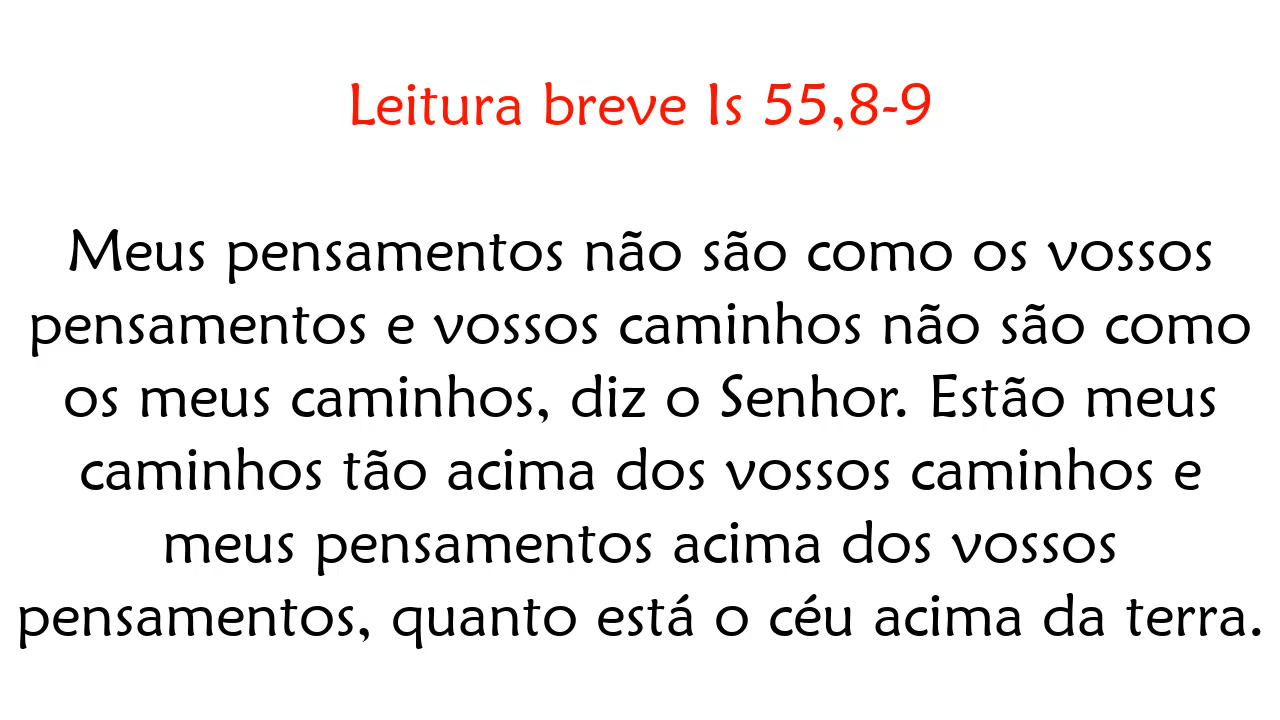 Leitura breve Is 55,8-9
Meus pensamentos não são como os vossos
pensamentos e vossos caminhos não são como
os meus caminhos, diz o Senhor. Estão meus
caminhos tão acima dos vossos caminhos e
meus pensamentos acima dos vossos
pensamentos, quanto está o céu acima da terra.